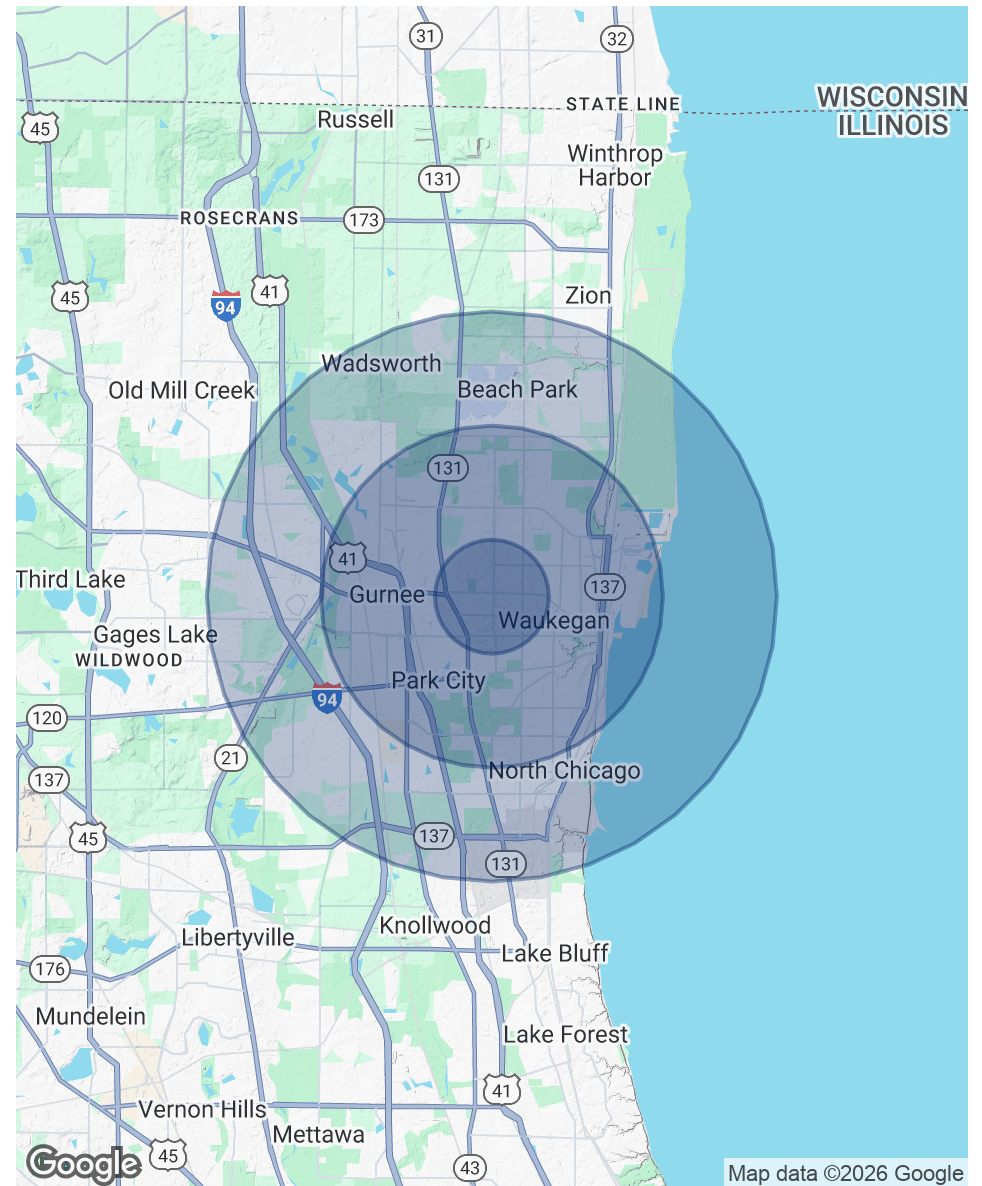 31
32
WISCONSIN
STATE LINE
45
Russell
ILLINOIS
Winthrop
Harbor
131
ROSECRANS
173
45
41
94
Zion
Wadsworth
Old Mill Creek
Beach Park
131
41
Third Lake
Gurnee
137
Waukegan
Gages Lake
WILDWOOD
Park City
94
120
21
137
North Chicago
45
137
131
Knollwood
Libertyville
Lake Bluff
176
Mundelein
Lake Forest
41
Vernon Hills
Mettawa
45
43
Google
Map data ©2026 Google